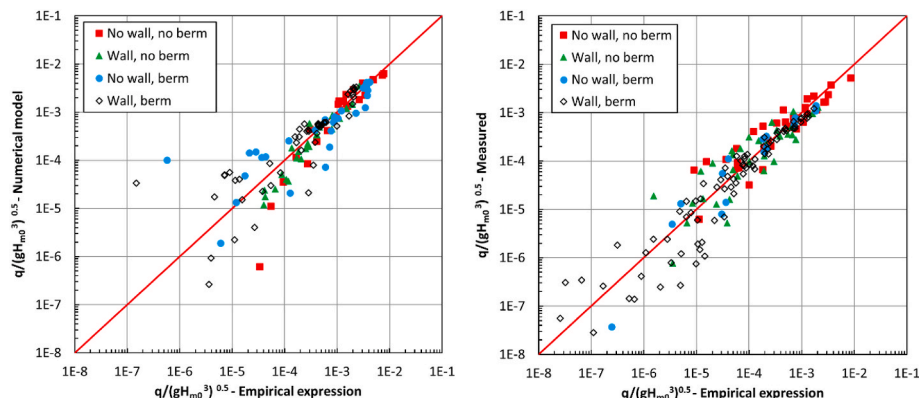 1E-1
1E-2
1E-3
1E-4
1E-5
1E-6
1E-7
1E-8
q/(gHm0³)^0.5 - Numerical model
No wall, no berm
Wall, no berm
No wall, berm
Wall, berm
1E-8 1E-7 1E-6 1E-5 1E-4 1E-3 1E-2 1E-1
q/(gHm0³)^0.5 - Empirical expression
1E-1
1E-2
1E-3
1E-4
1E-5
1E-6
1E-7
1E-8
q/(gHm0³)^0.5 - Measured
No wall, no berm
Wall, no berm
No wall, berm
Wall, berm
1E-8 1E-7 1E-6 1E-5 1E-4 1E-3 1E-2 1E-1
q/(gHm0³)^0.5 - Empirical expression